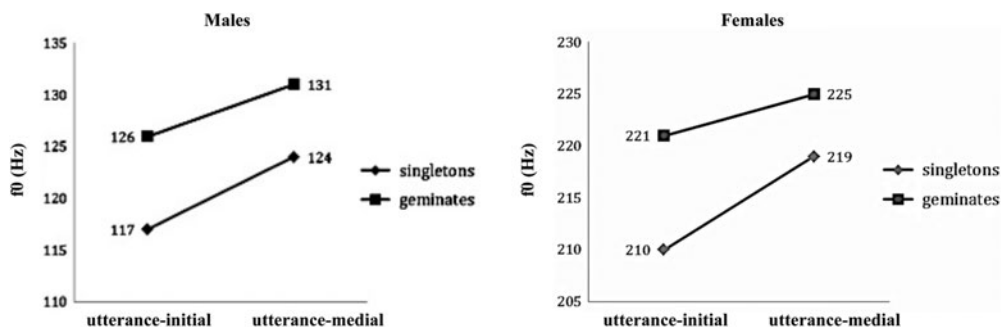 Males
135
130
125
120
115
110
f0 (Hz)
126
131
117
124
singletons
geminates
utterance-initial
utterance-medial
Females
230
225
220
215
210
205
f0 (Hz)
221
225
210
219
singletons
geminates
utterance-initial
utterance-medial